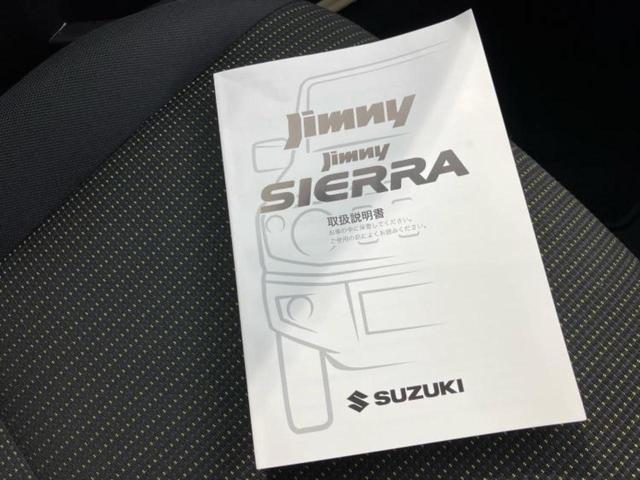 Jimny
Jimny
SIERRA
取扱説明書
お車の中に保管してください。
ご使用の前によくお読みください。
SUZUKI